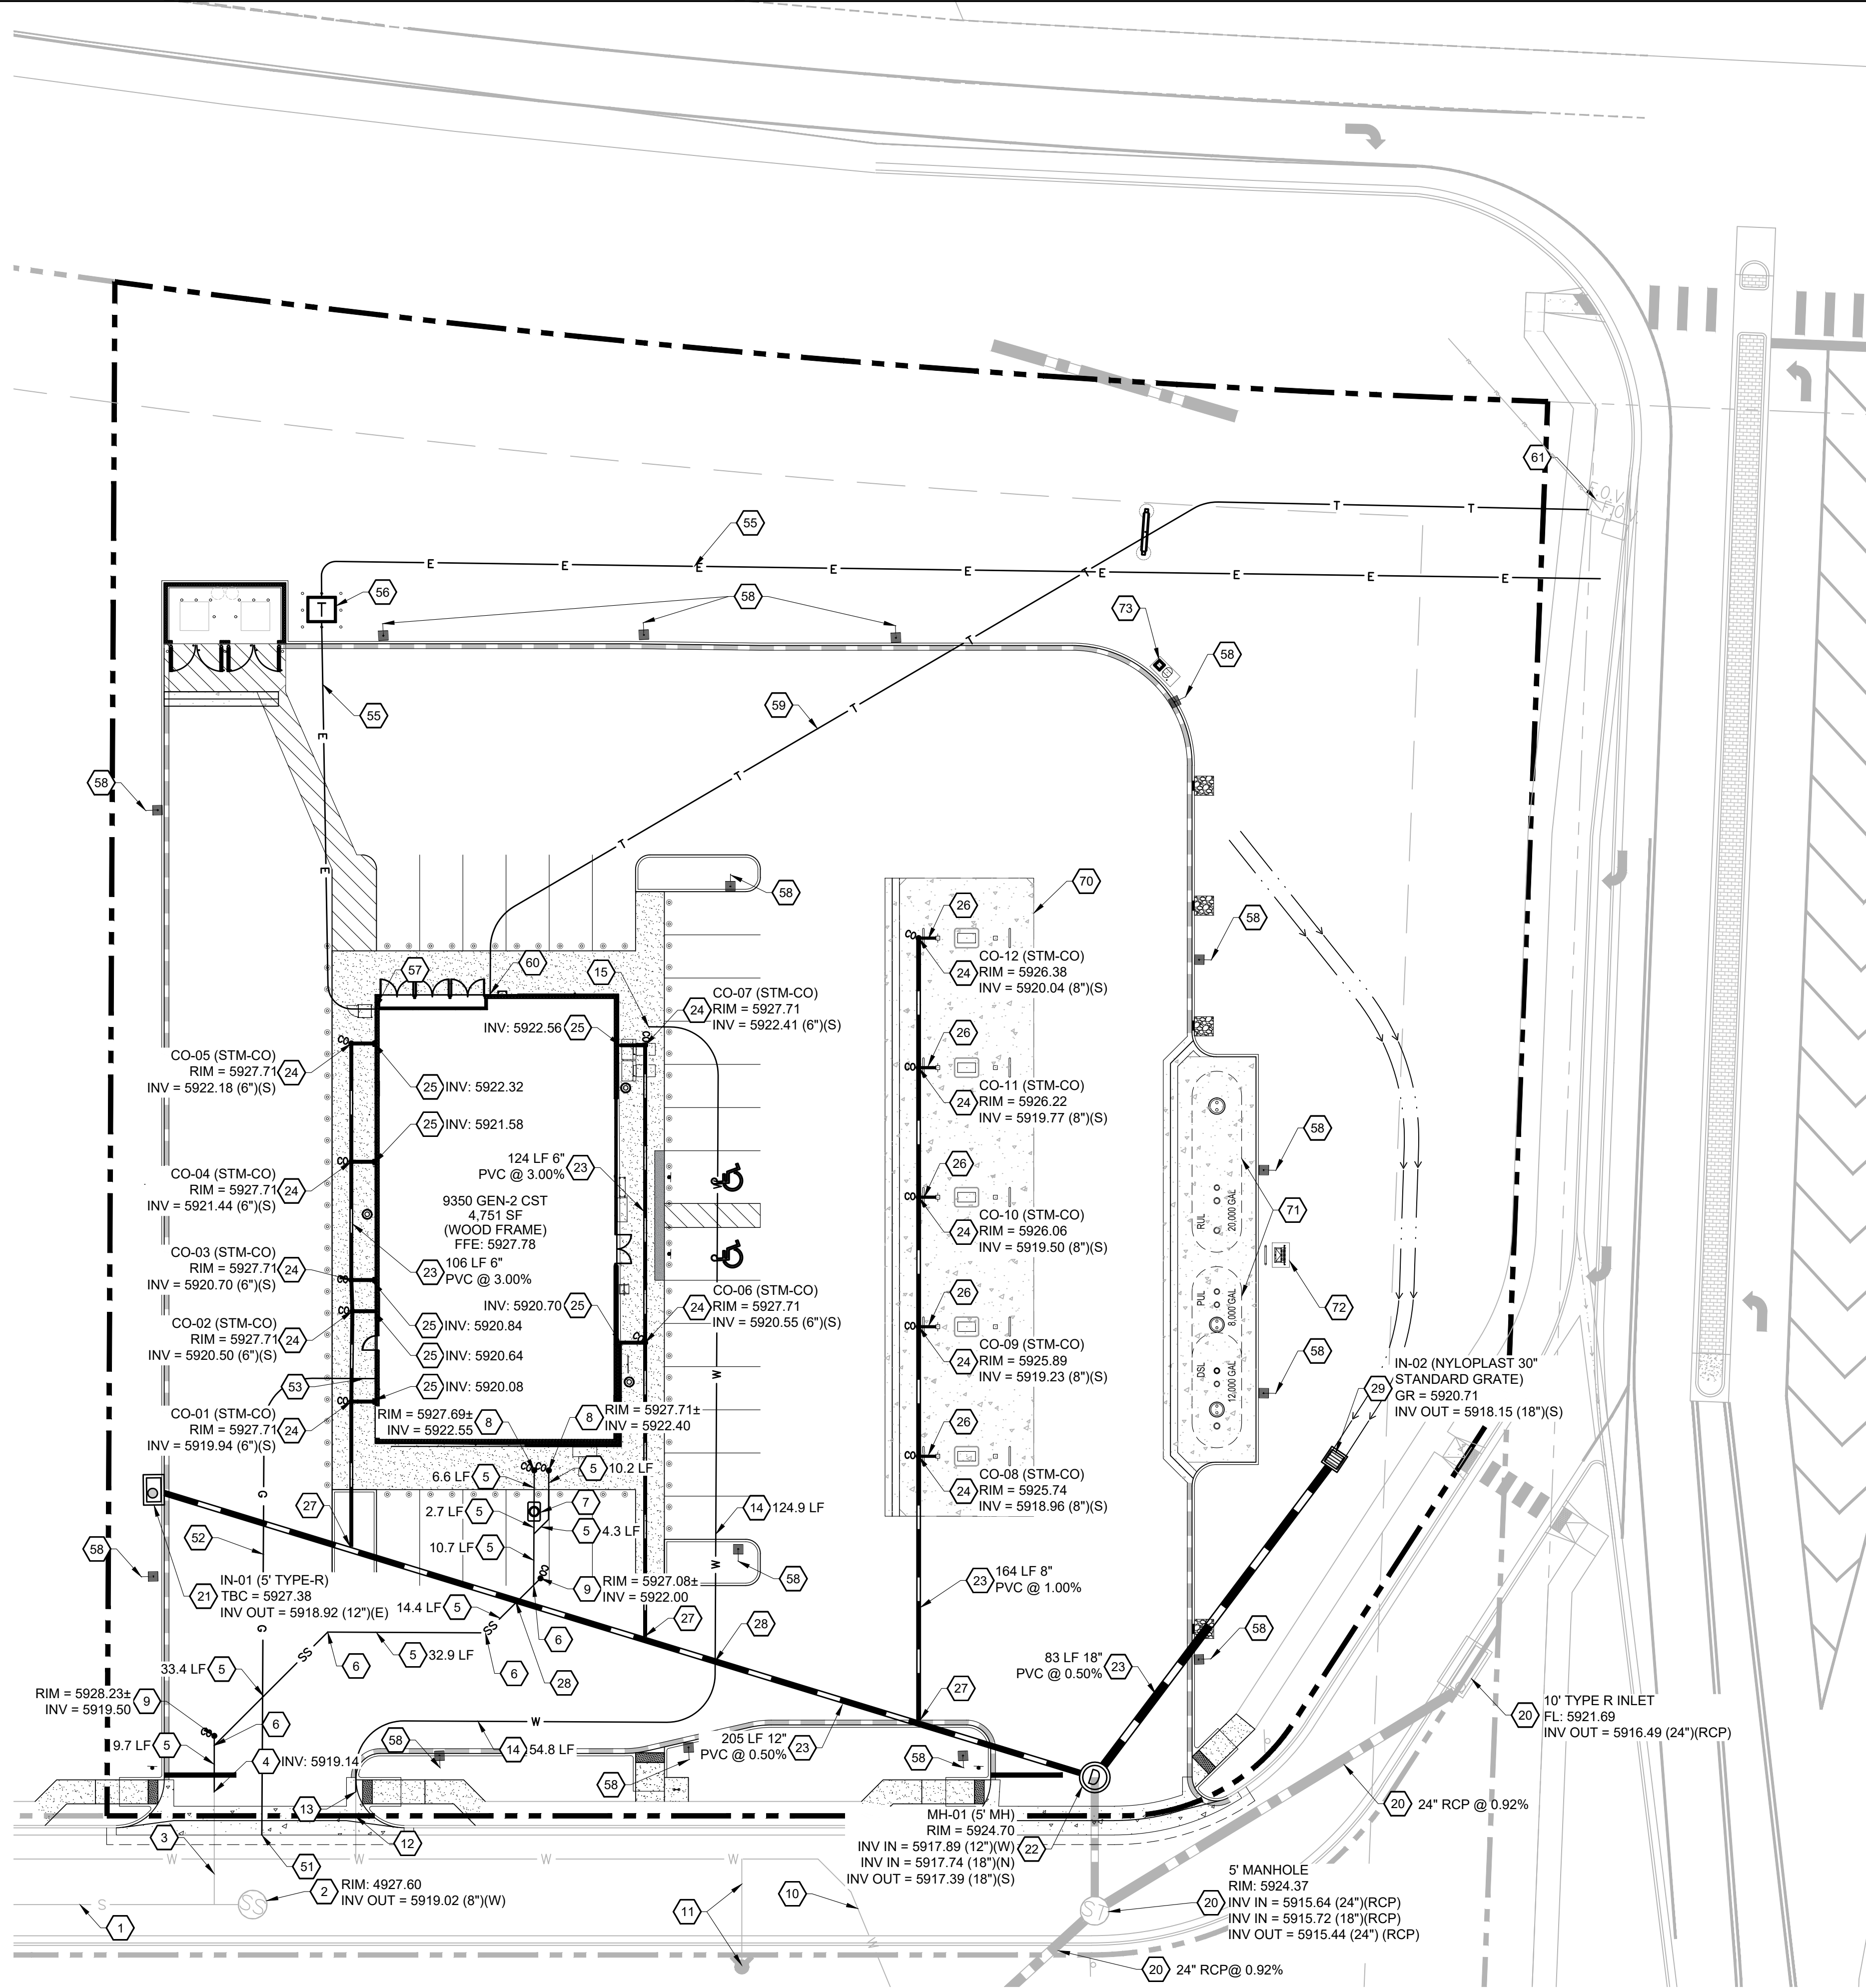 61
E.O.V.
F.O.V.
T
T
55
E
E
E
E
E
T
E
E
E
E
56
T
58
73
T
58
55
59
T
E
T
58
T
E
58
70
26
CO-12 (STM-CO)
24 RIM = 5926.38
INV = 5920.04 (8")(S)
58
57
60
15
CO-07 (STM-CO)
24 RIM = 5927.71
INV = 5922.41 (6")(S)
INV: 5922.56 25
26
CO-11 (STM-CO)
24 RIM = 5926.22
INV = 5919.77 (8")(S)
CO-05 (STM-CO)
RIM = 5927.71 24
INV = 5922.18 (6")(S)
25 INV: 5922.32
25 INV: 5921.58
58
124 LF 6"
PVC @ 3.00% 23
26
CO-10 (STM-CO)
24 RIM = 5926.06
INV = 5919.50 (8")(S)
RUL
20,000 GAL
71
CO-04 (STM-CO)
RIM = 5927.71 24
INV = 5921.44 (6")(S)
W
9350 GEN-2 CST
4,751 SF
(WOOD FRAME)
FFE: 5927.78
CO-03 (STM-CO)
RIM = 5927.71 24
INV = 5920.70 (6")(S)
23 106 LF 6"
PVC @ 3.00%
CO-06 (STM-CO)
24 RIM = 5927.71
INV = 5920.55 (6")(S)
INV: 5920.70 25
26
CO-09 (STM-CO)
24 RIM = 5925.89
INV = 5919.23 (8")(S)
PUL
8,000 GAL
72
CO-02 (STM-CO)
RIM = 5927.71 24
INV = 5920.50 (6")(S)
25 INV: 5920.84
25 INV: 5920.64
DSL
12,000 GAL
58
IN-02 (NYLOPLAST 30"
STANDARD GRATE)
29 GR = 5920.71
INV OUT = 5918.15 (18")(S)
53
25 INV: 5920.08
W
CO-01 (STM-CO)
RIM = 5927.71 24
INV = 5919.94 (6")(S)
RIM = 5927.69±
INV = 5922.55 8
8 RIM = 5927.71±
INV = 5922.40
26
CO-08 (STM-CO)
24 RIM = 5925.74
INV = 5918.96 (8")(S)
6.6 LF 5
5 10.2 LF
G
27
2.7 LF 5
7
5 4.3 LF
14 124.9 LF
52
58
10.7 LF 5
W
58
21 IN-01 (5' TYPE-R)
TBC = 5927.38
INV OUT = 5918.92 (12")(E)
9 RIM = 5927.08±
INV = 5922.00
23 164 LF 8"
PVC @ 1.00%
14.4 LF 5
27
28
G
SS
6
SS
58
33.4 LF 5
6
5 32.9 LF
6
28
83 LF 18"
PVC @ 0.50% 23
RIM = 5928.23±
INV = 5919.50 9
27
6
20 10' TYPE R INLET
FL: 5921.69
INV OUT = 5916.49 (24")(RCP)
W
9.7 LF 5
4 INV: 5919.14
58
14 54.8 LF
205 LF 12"
PVC @ 0.50% 23
58
58
D
13
12
MH-01 (5' MH)
RIM = 5924.70
INV IN = 5917.89 (12")(W)
INV IN = 5917.74 (18")(N)
INV OUT = 5917.39 (18")(S)
22
20 24" RCP @ 0.92%
3
51
W
W
W
W
2 RIM: 4927.60
INV OUT = 5919.02 (8")(W)
SS
S
1
11
10
W
ST
5' MANHOLE
RIM: 5924.37
20 INV IN = 5915.64 (24")(RCP)
INV IN = 5915.72 (18")(RCP)
INV OUT = 5915.44 (24") (RCP)
20 24" RCP@ 0.92%